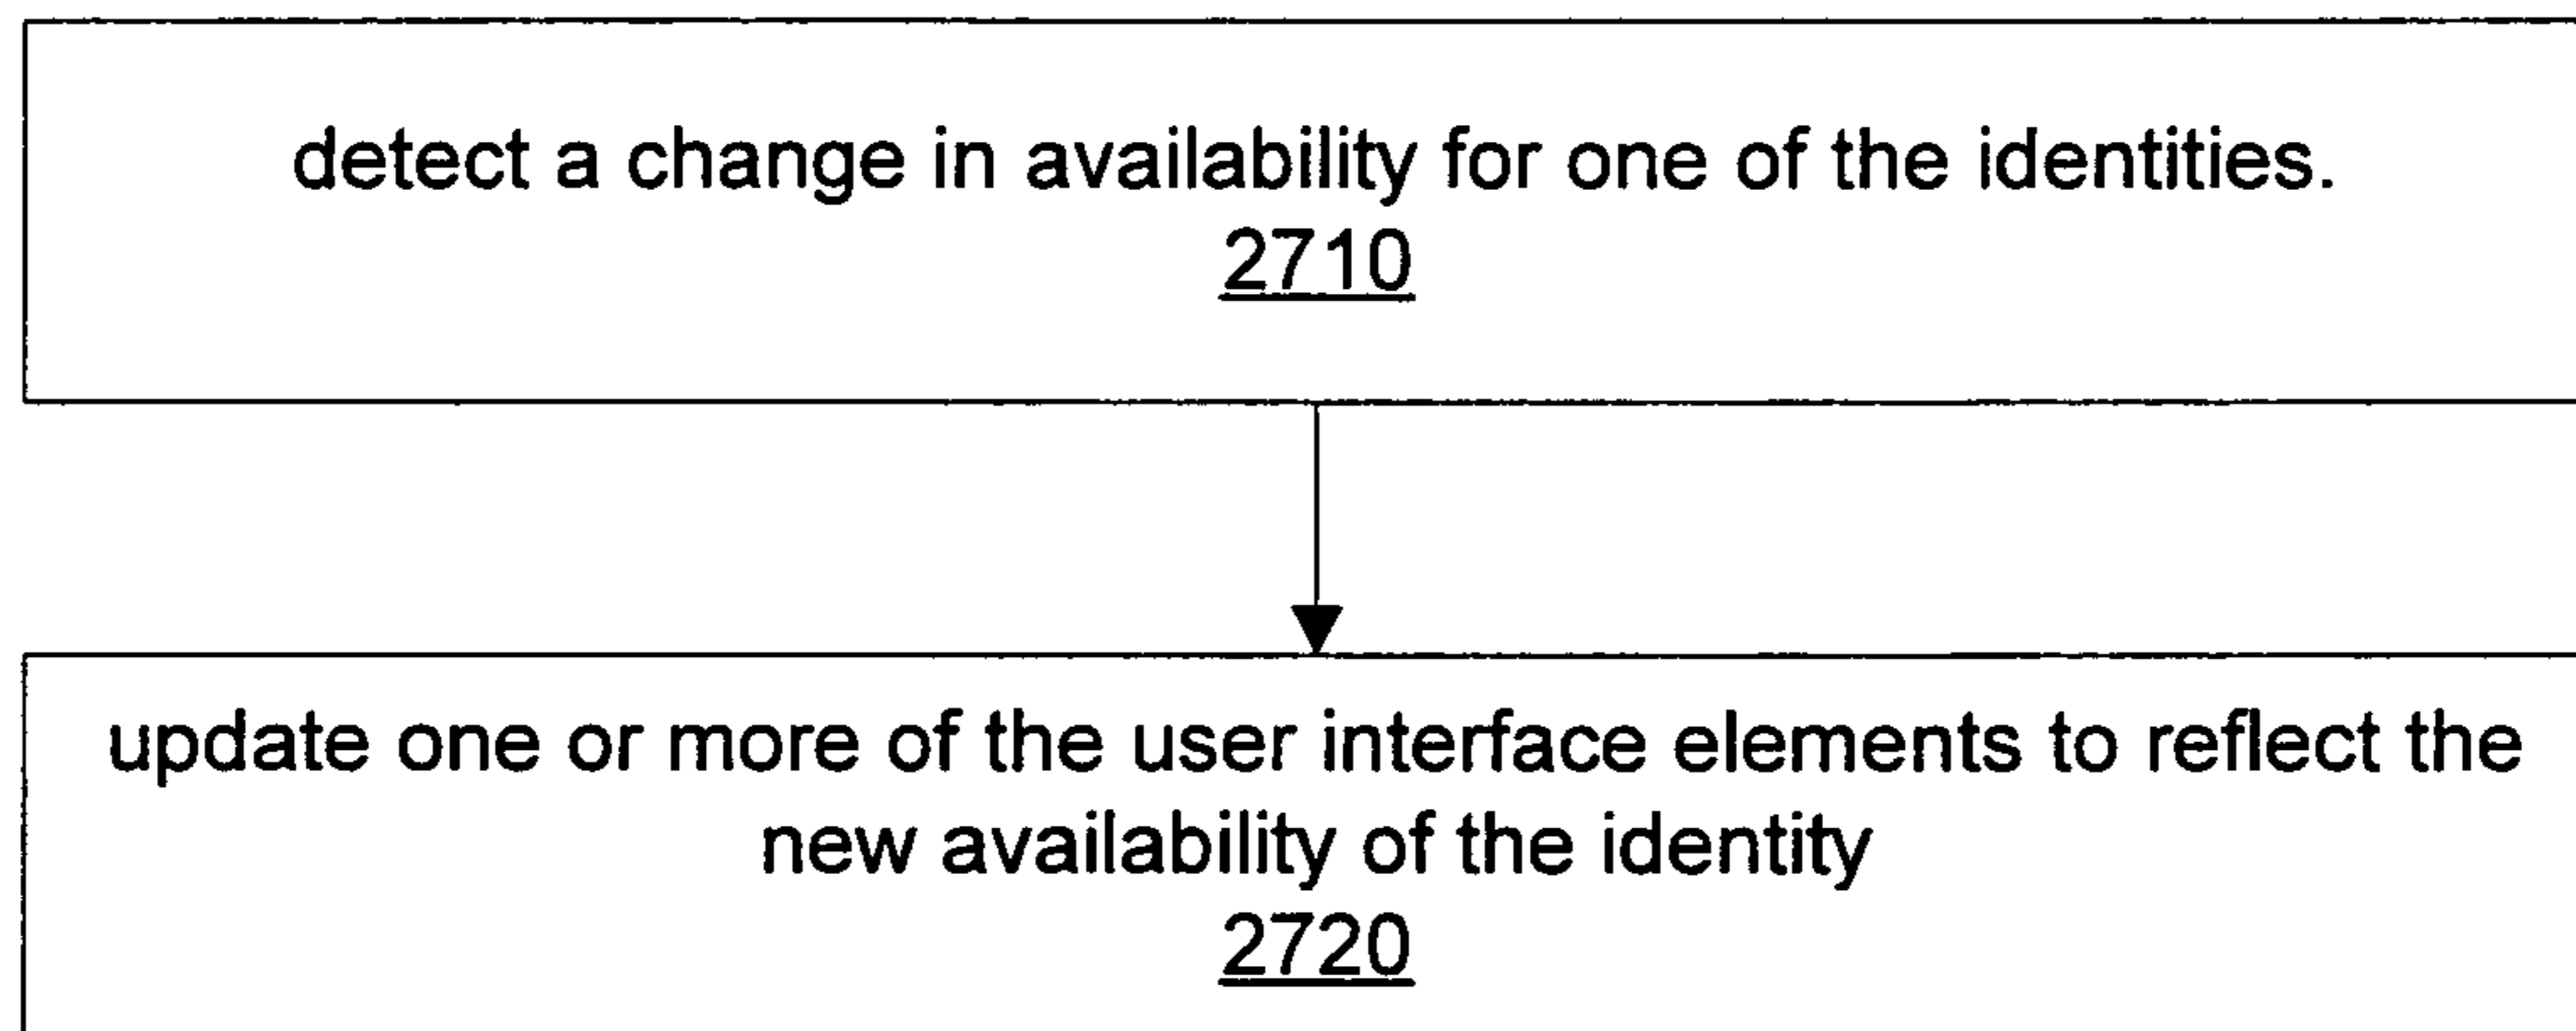 detect a change in availability for one of the identities.
2710
update one or more of the user interface elements to reflect the
new availability of the identity
2720